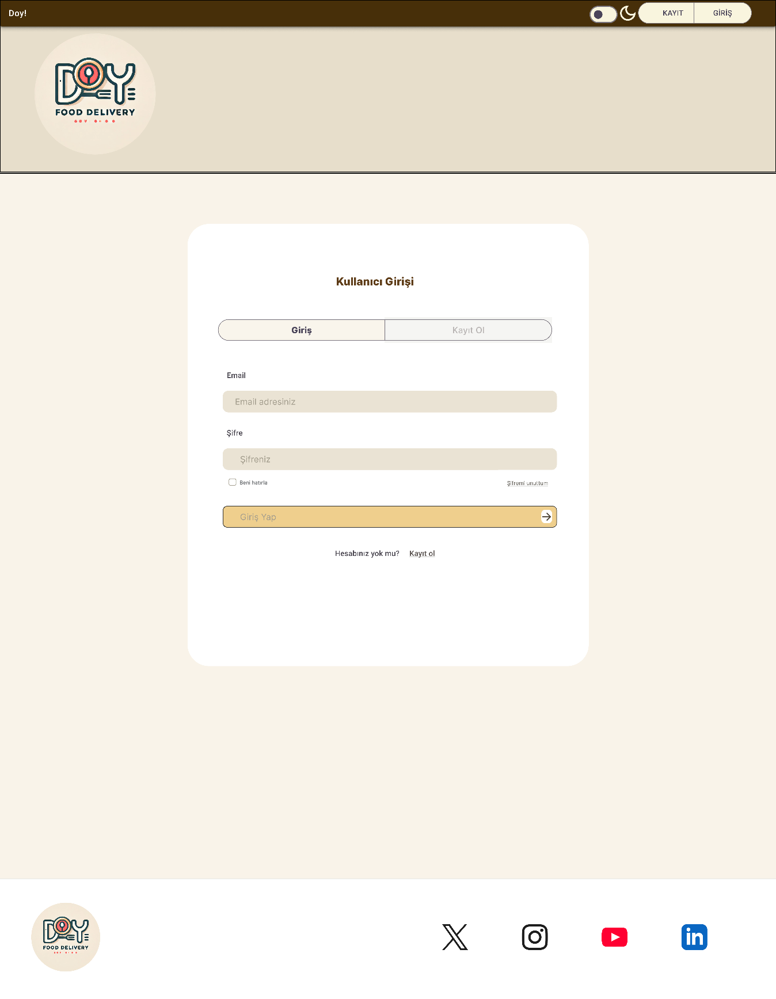 Doy!
KAYIT
GİRİŞ
DOY
FOOD DELIVERY
Kullanıcı Girişi
Giriş
Kayıt Ol
Email
Email adresiniz
Şifre
Şifreniz
Beni hatırla
Şifremi unuttum
Giriş Yap
Hesabınız yok mu? Kayıt ol
DOY
FOOD DELIVERY
in